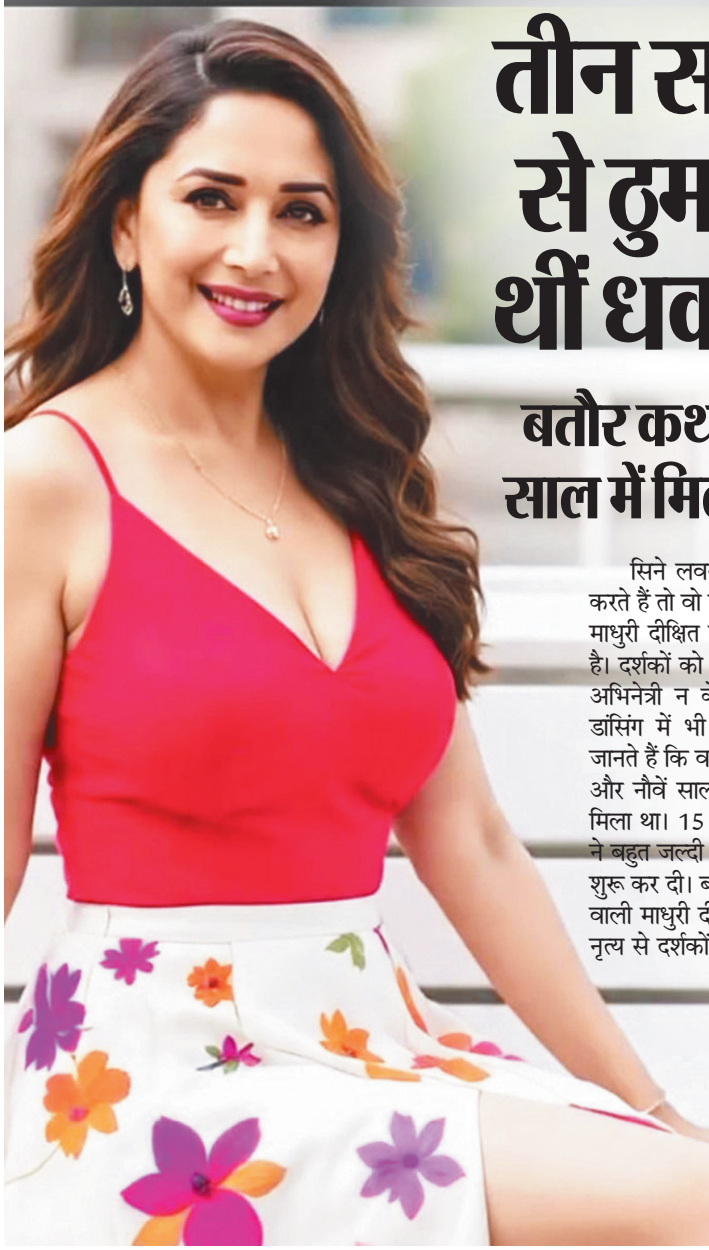 तीन स
से ठुम
थीं धव
बतौर कथ
साल में मिल
सिने लव
करते हैं तो वो
माधुरी दीक्षित
है। दर्शकों को
अभिनेत्री न के
डांसिंग में भी
जानते हैं कि व
और नौवें साल
मिला था। 15
ने बहुत जल्दी
शुरू कर दी। ब
वाली माधुरी दी
नृत्य से दर्शकों